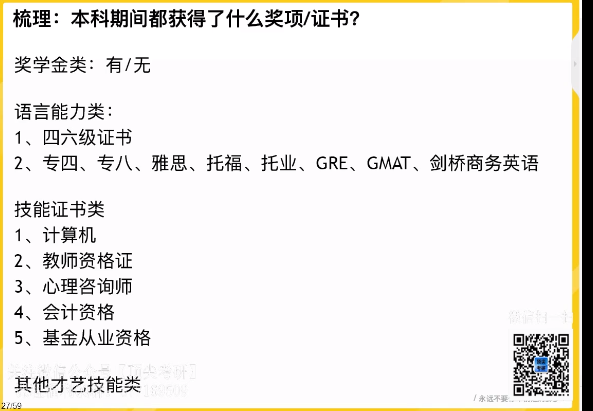 梳理：本科期间都获得了什么奖项/证书？
奖学金类：有/无
语言能力类：
1、四六级证书
2、专四、专八、雅思、托福、托业、GRE、GMAT、剑桥商务英语
技能证书类
1、计算机
2、教师资格证
3、心理咨询师
4、会计资格
5、基金从业资格
其他才艺技能类
27/59